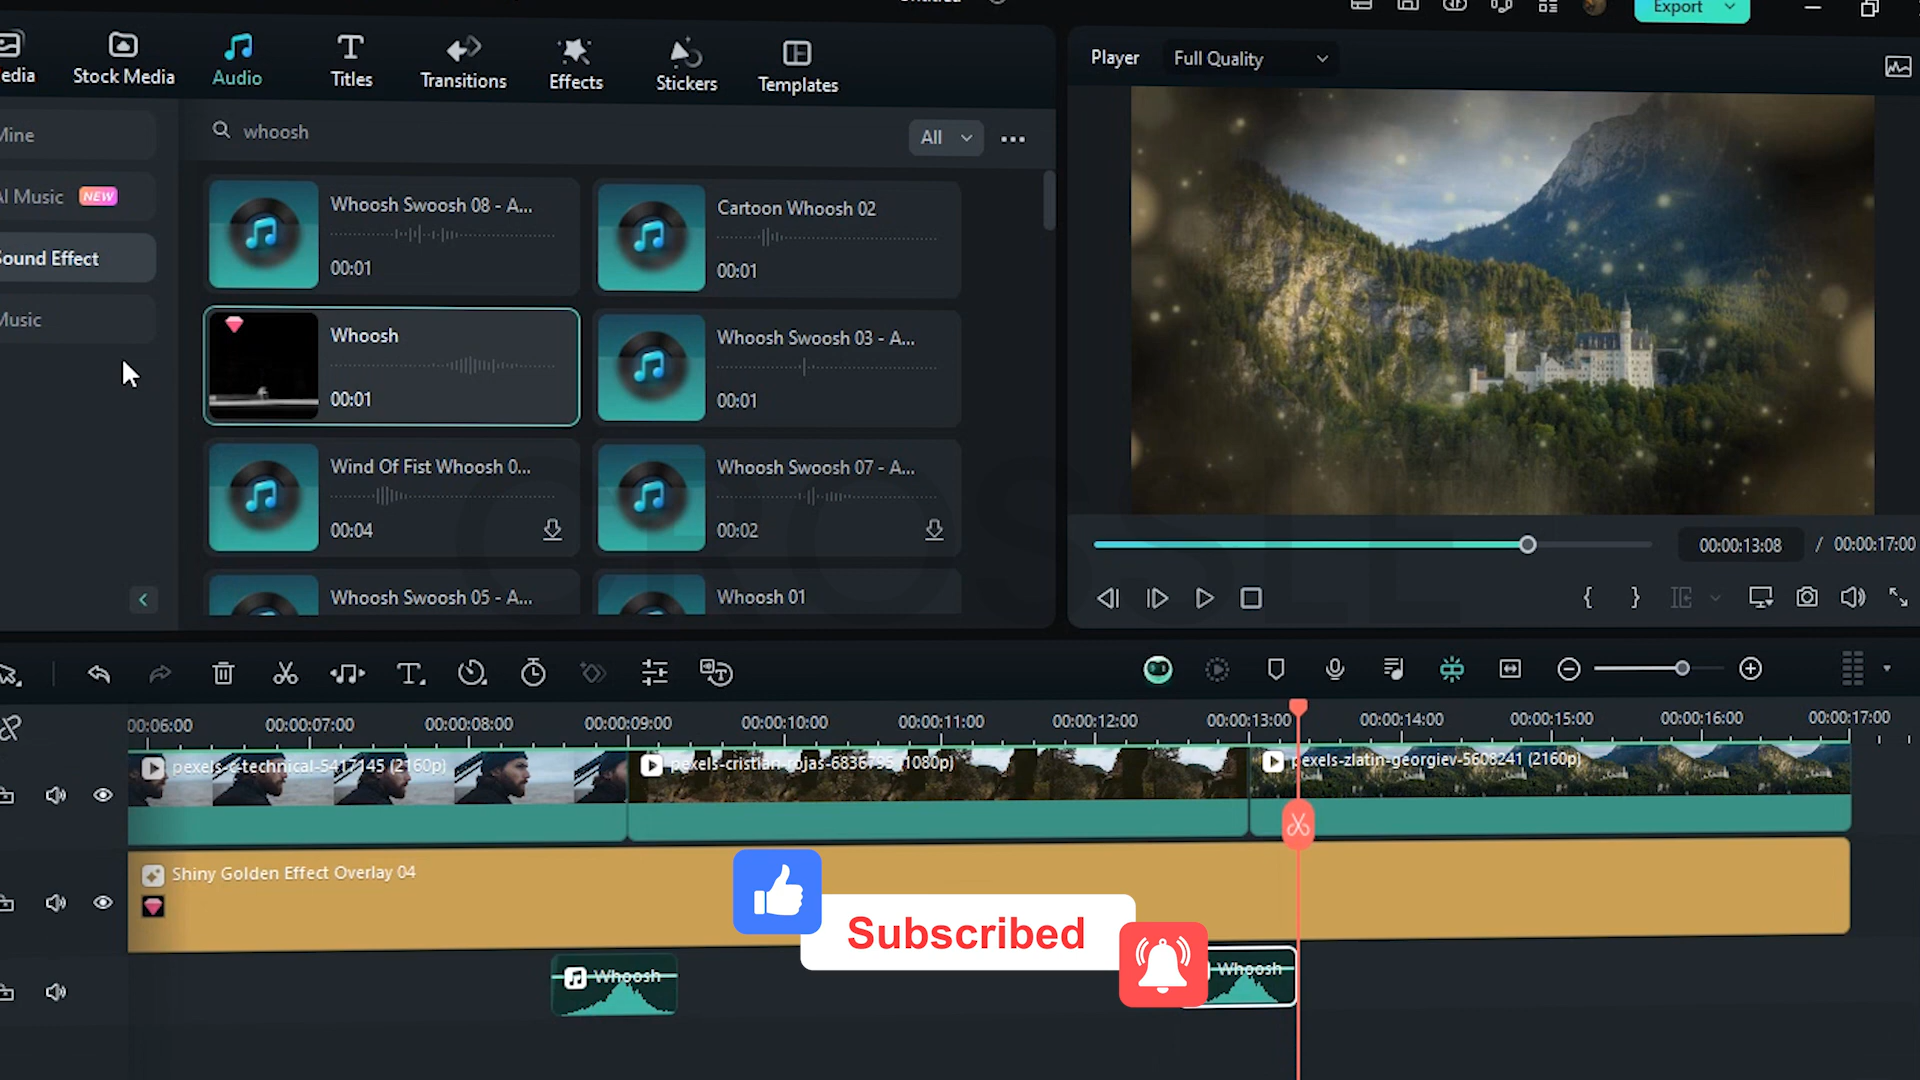 Untitled
Export
edia
Stock Media
Audio
Titles
Transitions
Effects
Stickers
Templates
Player
Full Quality
Mine
AI Music
NEW
Sound Effect
Music
whoosh
All
Whoosh Swoosh 08 - A...
00:01
Cartoon Whoosh 02
00:01
Whoosh
00:01
Whoosh Swoosh 03 - A...
00:01
Wind Of Fist Whoosh 0...
00:04
Whoosh Swoosh 07 - A...
00:02
Whoosh Swoosh 05 - A...
Whoosh 01
00:00:13:08 / 00:00:17:00
00:06:00
00:00:07:00
00:00:08:00
00:00:09:00
00:00:10:00
00:00:11:00
00:00:12:00
00:00:13:00
00:00:14:00
00:00:15:00
00:00:16:00
00:00:17:00
pexels-c-technical-5417145 (2160p)
pexels-cristian-rojas-6836795 (1080p)
pexels-zlatin-georgiev-5608241 (2160p)
Shiny Golden Effect Overlay 04
Subscribed
Whoosh
Whoosh